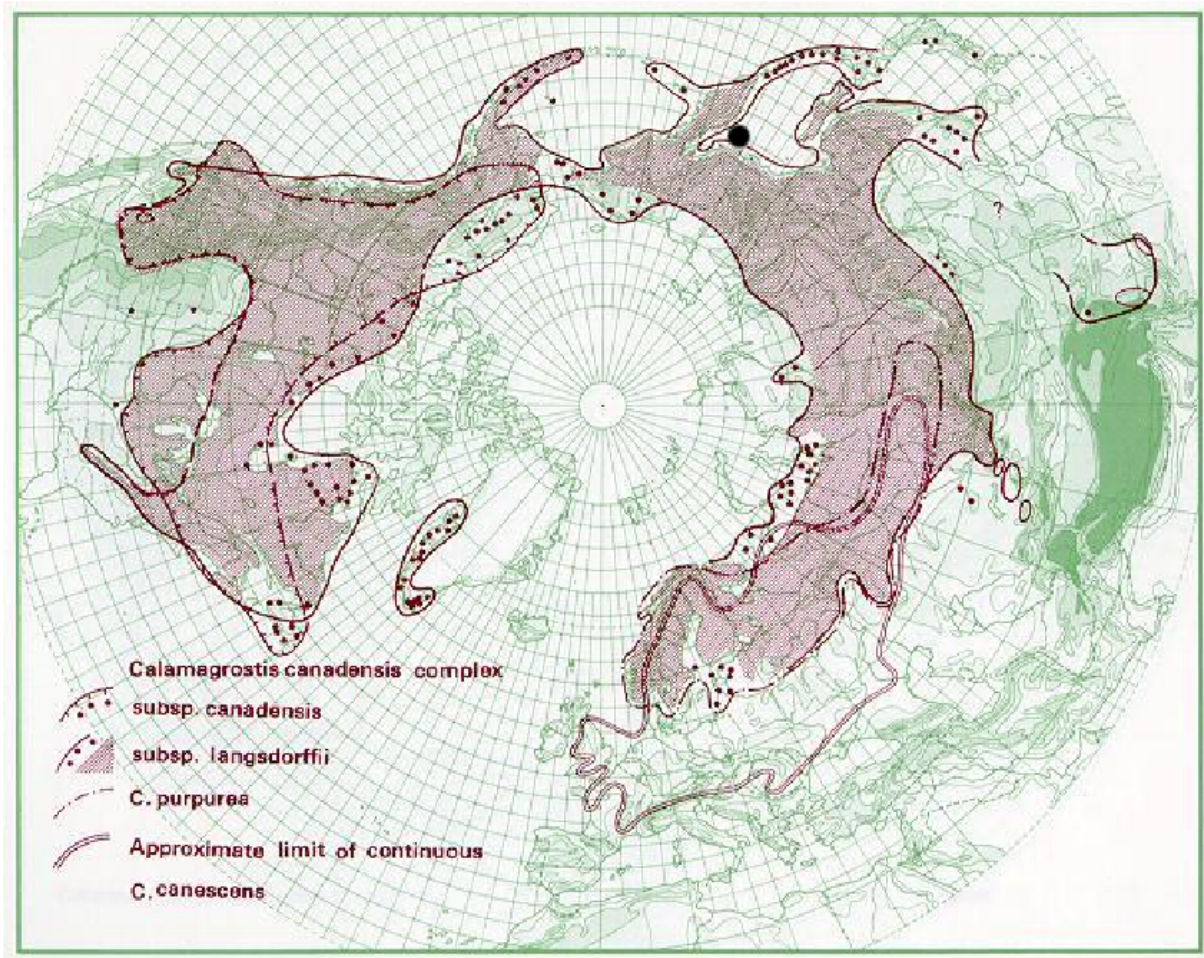 ?
Calamagrostis canadensis complex
subsp. canadensis
subsp. langsdorffii
C. purpurea
Approximate limit of continuous
C. canescens